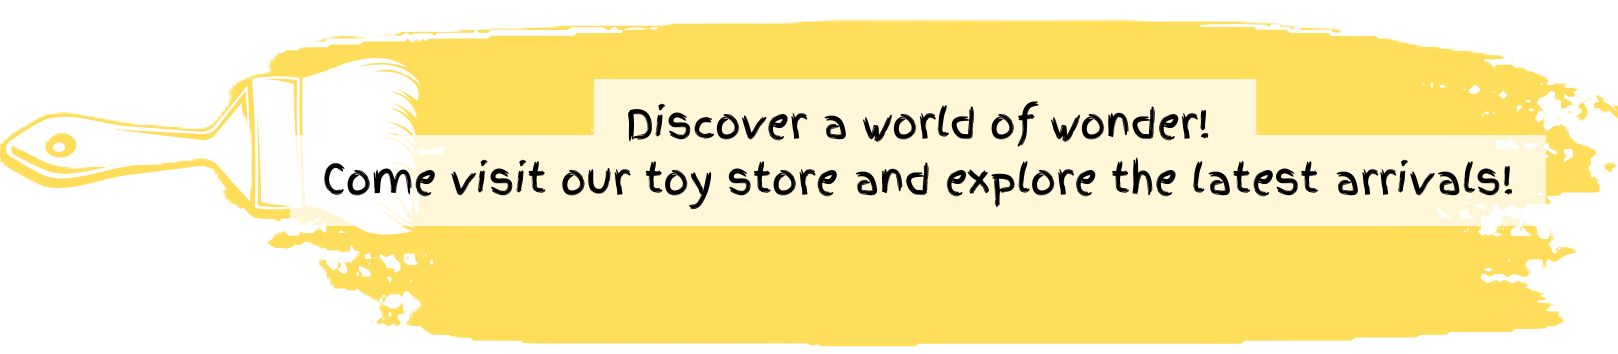 Discover a world of wonder!
Come visit our toy store and explore the latest arrivals!